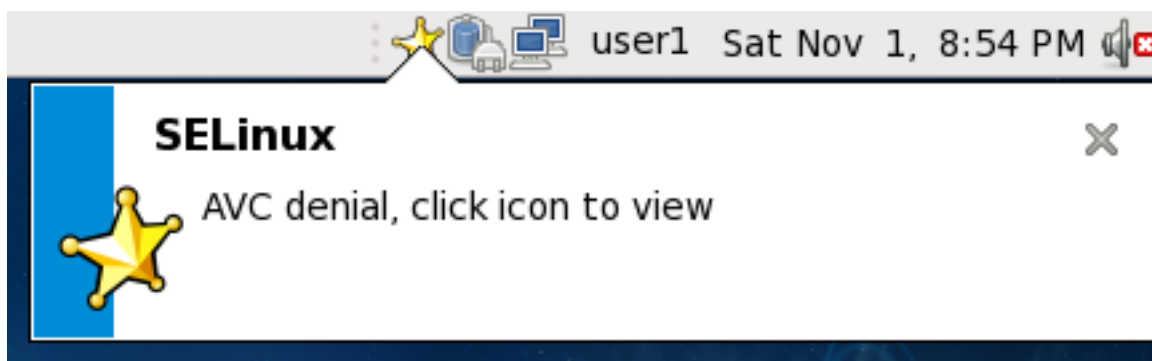 user1 Sat Nov 1, 8:54 PM
SELinux
AVC denial, click icon to view